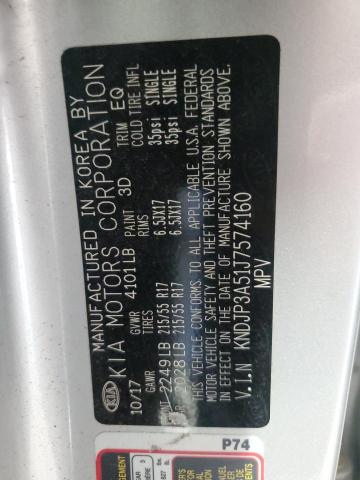 MANUFACTURED IN KOREA BY
KIA KIA MOTORS CORPORATION
10/17 GVWR 4101LB PAINT 3D TRIM EQ
GAWR TIRES RIMS COLD TIRE INFL
2249LB 215/55 R17 6.5JX17 35psi SINGLE
2028LB 215/55 R17 6.5JX17 35psi SINGLE
THIS VEHICLE CONFORMS TO ALL APPLICABLE U.S.A. FEDERAL
MOTOR VEHICLE SAFETY AND THEFT PREVENTION STANDARDS
IN EFFECT ON THE DATE OF MANUFACTURE SHOWN ABOVE.
V.I.N KNDJP3A51J7574160
MPV
P74